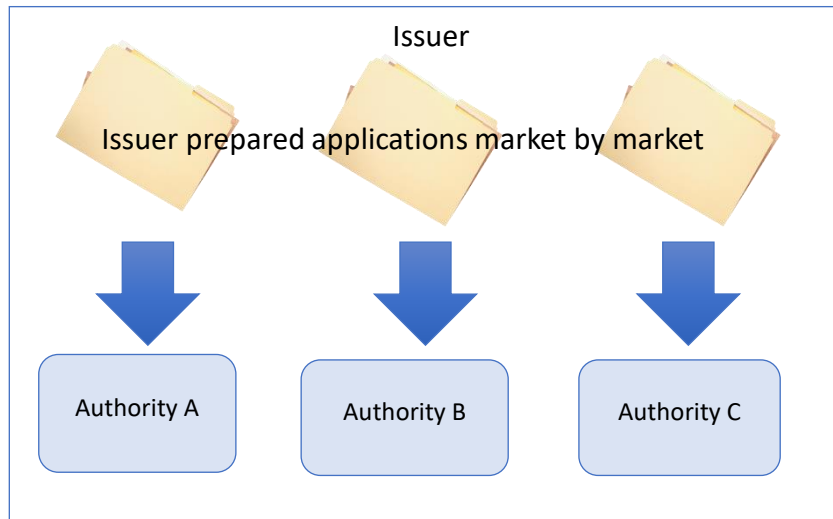 Issuer
Issuer prepared applications market by market
Authority A
Authority B
Authority C